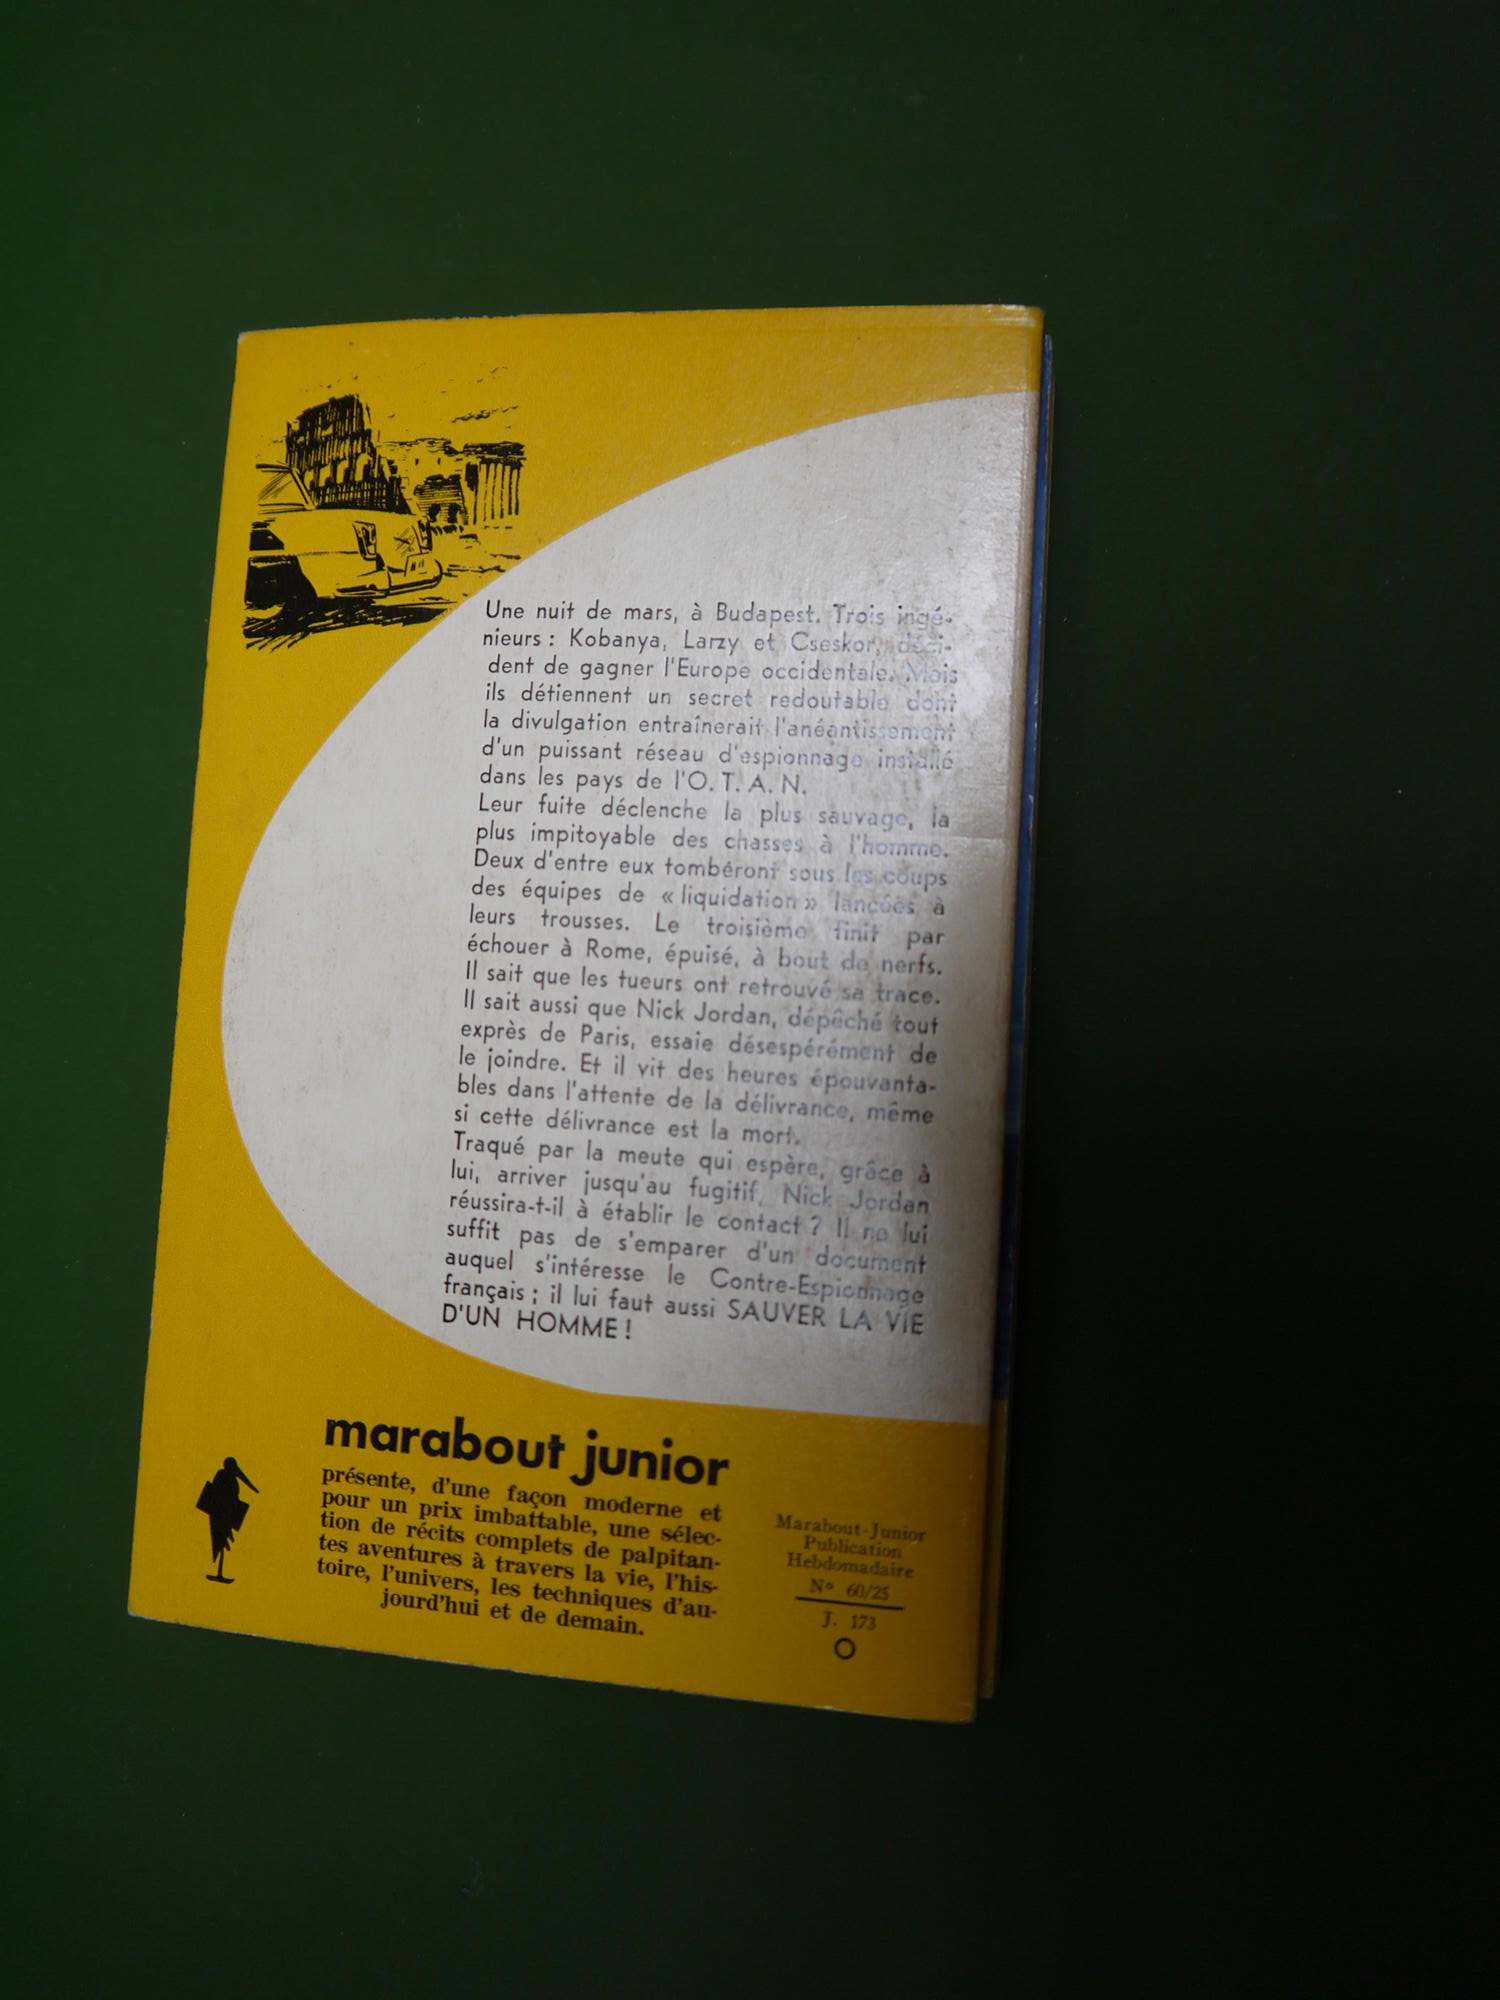 Une nuit de mars, à Budapest. Trois ingé-
nieurs : Kobanya, Larzy et Cseskor, déci-
dent de gagner l'Europe occidentale. Mais
ils détiennent un secret redoutable dont
la divulgation entraînerait l'anéantissement
d'un puissant réseau d'espionnage installé
dans les pays de l'O. T. A. N.
Leur fuite déclenche la plus sauvage, la
plus impitoyable des chasses à l'homme.
Deux d'entre eux tomberont sous les coups
des équipes de « liquidation » lancées à
leurs trousses. Le troisième finit par
échouer à Rome, épuisé, à bout de nerfs.
Il sait que les tueurs ont retrouvé sa trace.
Il sait aussi que Nick Jordan, dépêché tout
exprès de Paris, essaie désespérément de
le joindre. Et il vit des heures épouvanta-
bles dans l'attente de la délivrance, même
si cette délivrance est la mort.
Traqué par la meute qui espère, grâce à
lui, arriver jusqu'au fugitif, Nick Jordan
réussira-t-il à établir le contact ? Il ne lui
suffit pas de s'emparer d'un document
auquel s'intéresse le Contre-Espionnage
français ; il lui faut aussi SAUVER LA VIE
D'UN HOMME !
marabout junior
présente, d'une façon moderne et
pour un prix imbattable, une sélec-
tion de récits complets de palpitan-
tes aventures à travers la vie, l'his-
toire, l'univers, les techniques d'au-
jourd'hui et de demain.
Marabout-Junior
Publication
Hebdomadaire
N° 60/25
J. 173